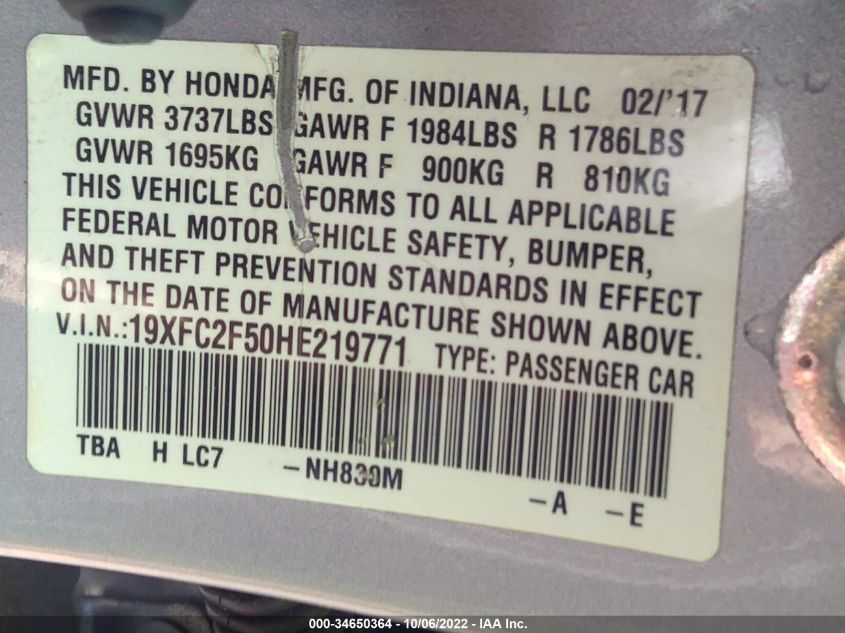 MFD. BY HONDA MFG. OF INDIANA, LLC 02/'17
GVWR 3737LBS GAWR F 1984LBS R 1786LBS
GVWR 1695KG GAWR F 900KG R 810KG
THIS VEHICLE CONFORMS TO ALL APPLICABLE
FEDERAL MOTOR VEHICLE SAFETY, BUMPER,
AND THEFT PREVENTION STANDARDS IN EFFECT
ON THE DATE OF MANUFACTURE SHOWN ABOVE.
V.I.N.:19XFC2F50HE219771 TYPE: PASSENGER CAR
TBA H LC7 -NH830M -A -E
000-34650364 - 10/06/2022 - IAA Inc.